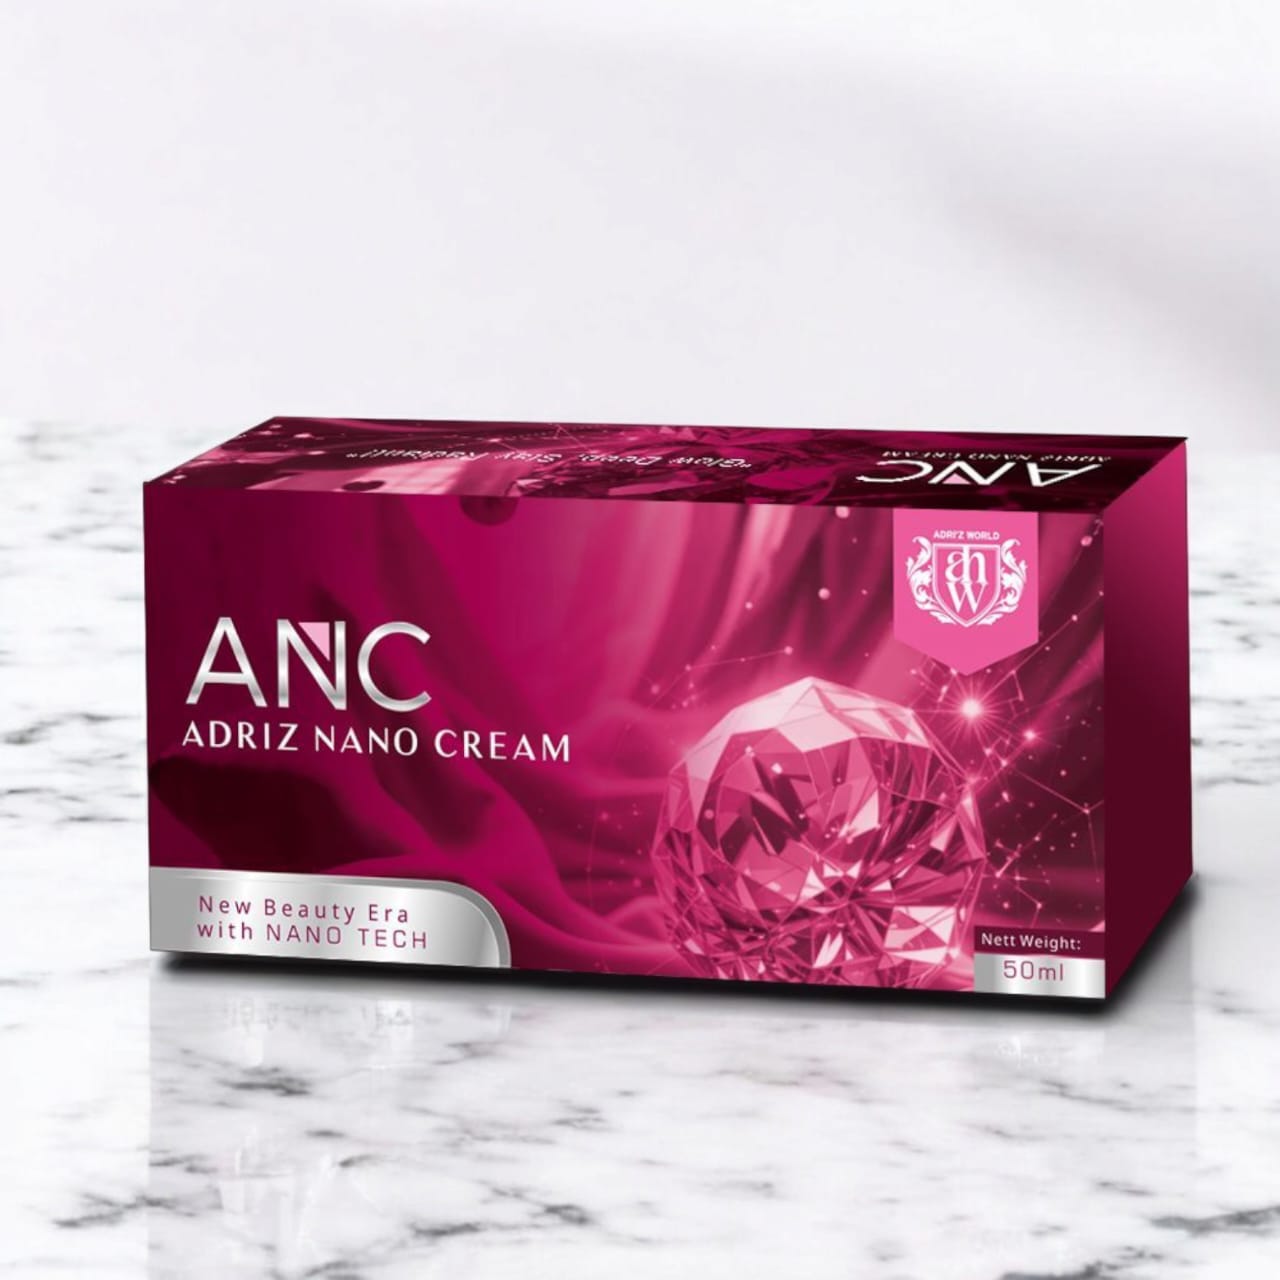 "Glow Deep, Stay Radiant!"
ANC
ADRIZ NANO CREAM
ADRI'Z WORLD
ahw
ANC
ADRIZ NANO CREAM
New Beauty Era
with NANO TECH
Nett Weight:
50ml